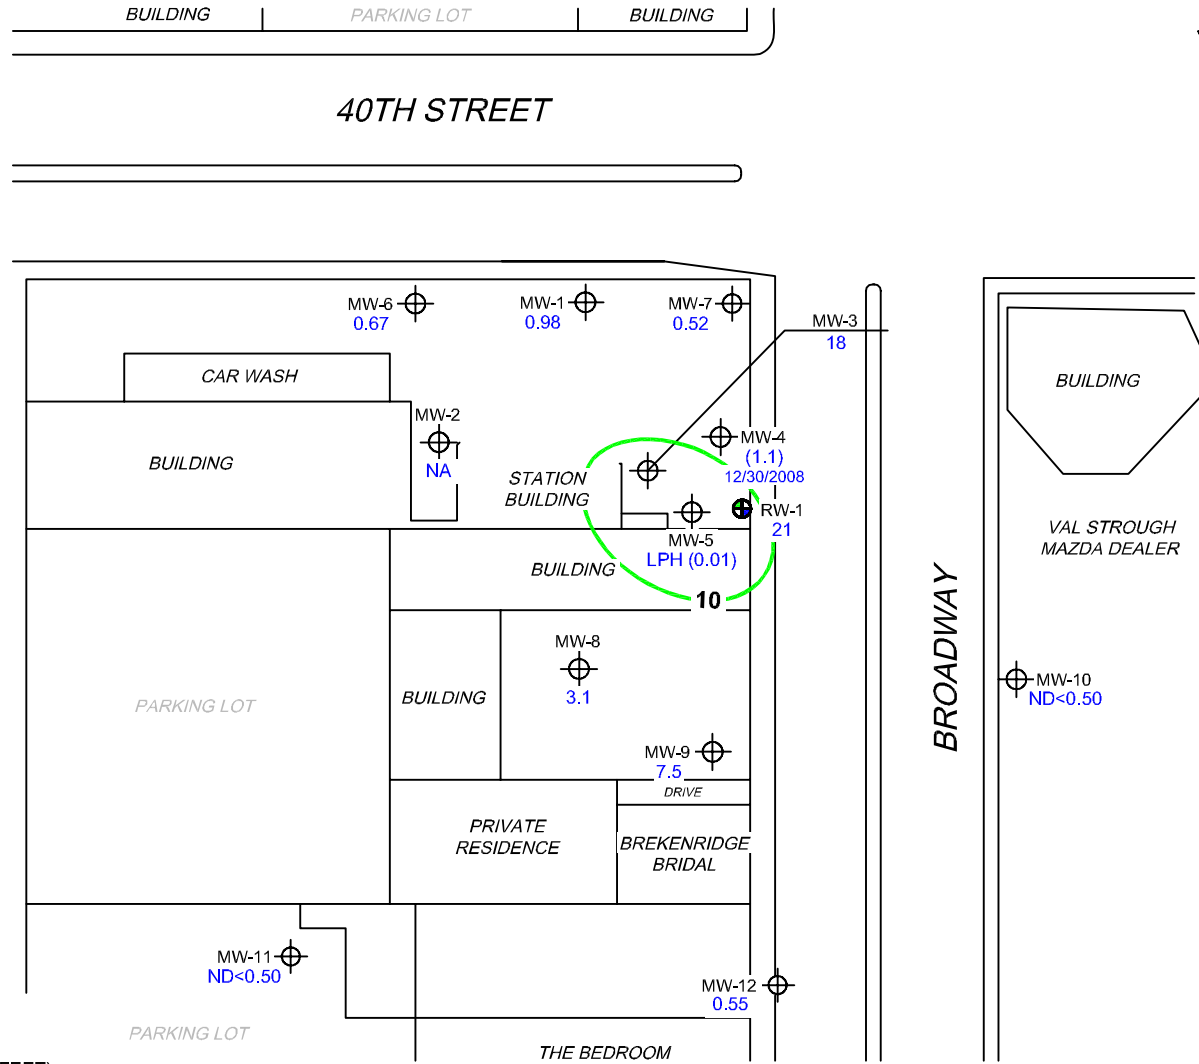 BUILDING
PARKING LOT
BUILDING
40TH STREET
MW-6
0.67
MW-1
0.98
MW-7
0.52
MW-3
18
CAR WASH
BUILDING
MW-2
NA
BUILDING
MW-4
(1.1)
12/30/2008
STATION
BUILDING
RW-1
21
MW-5
LPH (0.01)
VAL STROUGH
MAZDA DEALER
BUILDING
10
BROADWAY
MW-8
3.1
MW-10
ND<0.50
BUILDING
PARKING LOT
MW-9
7.5
DRIVE
PRIVATE
RESIDENCE
BREKENRIDGE
BRIDAL
MW-11
ND<0.50
MW-12
0.55
PARKING LOT
THE BEDROOM